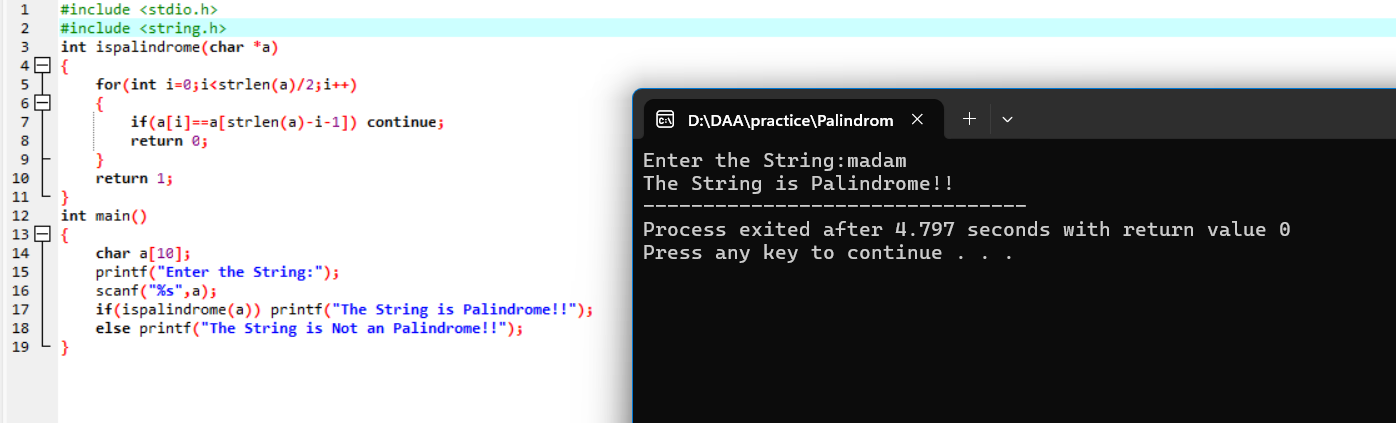 1 #include <stdio.h>
2 #include <string.h>
3 int ispalindrome(char *a)
4 {
5 for(int i=0;i<strlen(a)/2;i++)
6 {
7 if(a[i]==a[strlen(a)-i-1]) continue;
8 return 0;
9 }
10 return 1;
11 }
12 int main()
13 {
14 char a[10];
15 printf("Enter the String:");
16 scanf("%s",a);
17 if(ispalindrome(a)) printf("The String is Palindrome!!");
18 else printf("The String is Not an Palindrome!!");
19 }
D:\DAA\practice\Palindrom
Enter the String:madam
The String is Palindrome!!
--------------------------------
Process exited after 4.797 seconds with return value 0
Press any key to continue . . .